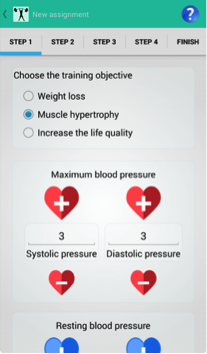 New assignment
?
STEP 1 STEP 2 STEP 3 STEP 4 FINISH
Choose the training objective
Weight loss
Muscle hypertrophy
Increase the life quality
Maximum blood pressure
+ +
3 3
Systolic pressure Diastolic pressure
- -
Resting blood pressure